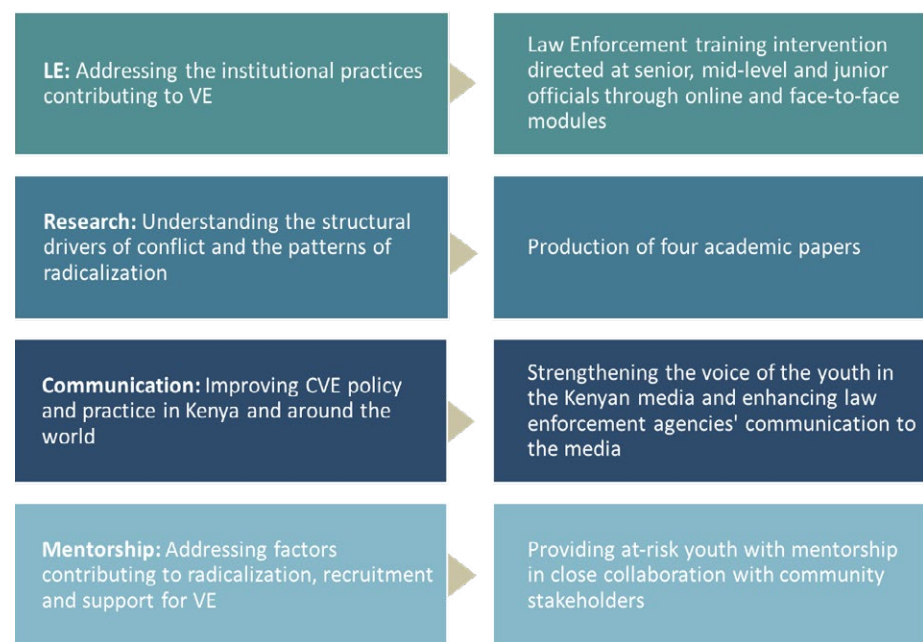 LE: Addressing the institutional practices
contributing to VE
Law Enforcement training intervention
directed at senior, mid-level and junior
officials through online and face-to-face
modules
Research: Understanding the structural
drivers of conflict and the patterns of
radicalization
Production of four academic papers
Communication: Improving CVE policy
and practice in Kenya and around the
world
Strengthening the voice of the youth in
the Kenyan media and enhancing law
enforcement agencies' communication to
the media
Mentorship: Addressing factors
contributing to radicalization, recruitment
and support for VE
Providing at-risk youth with mentorship
in close collaboration with community
stakeholders